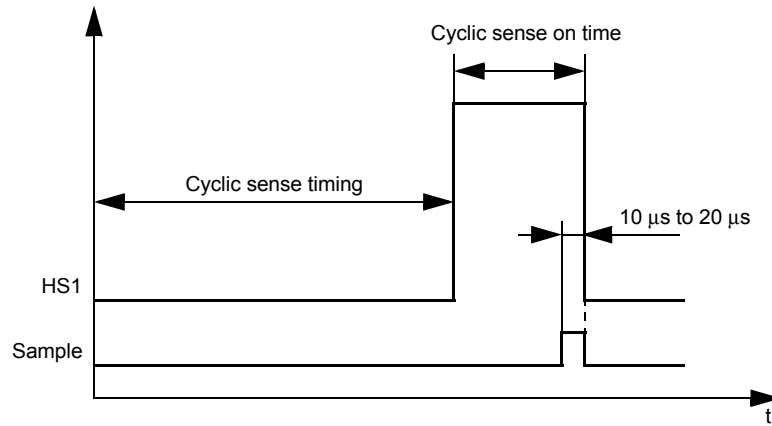 Cyclic sense on time
Cyclic sense timing
10 μs to 20 μs
HS1
Sample
t